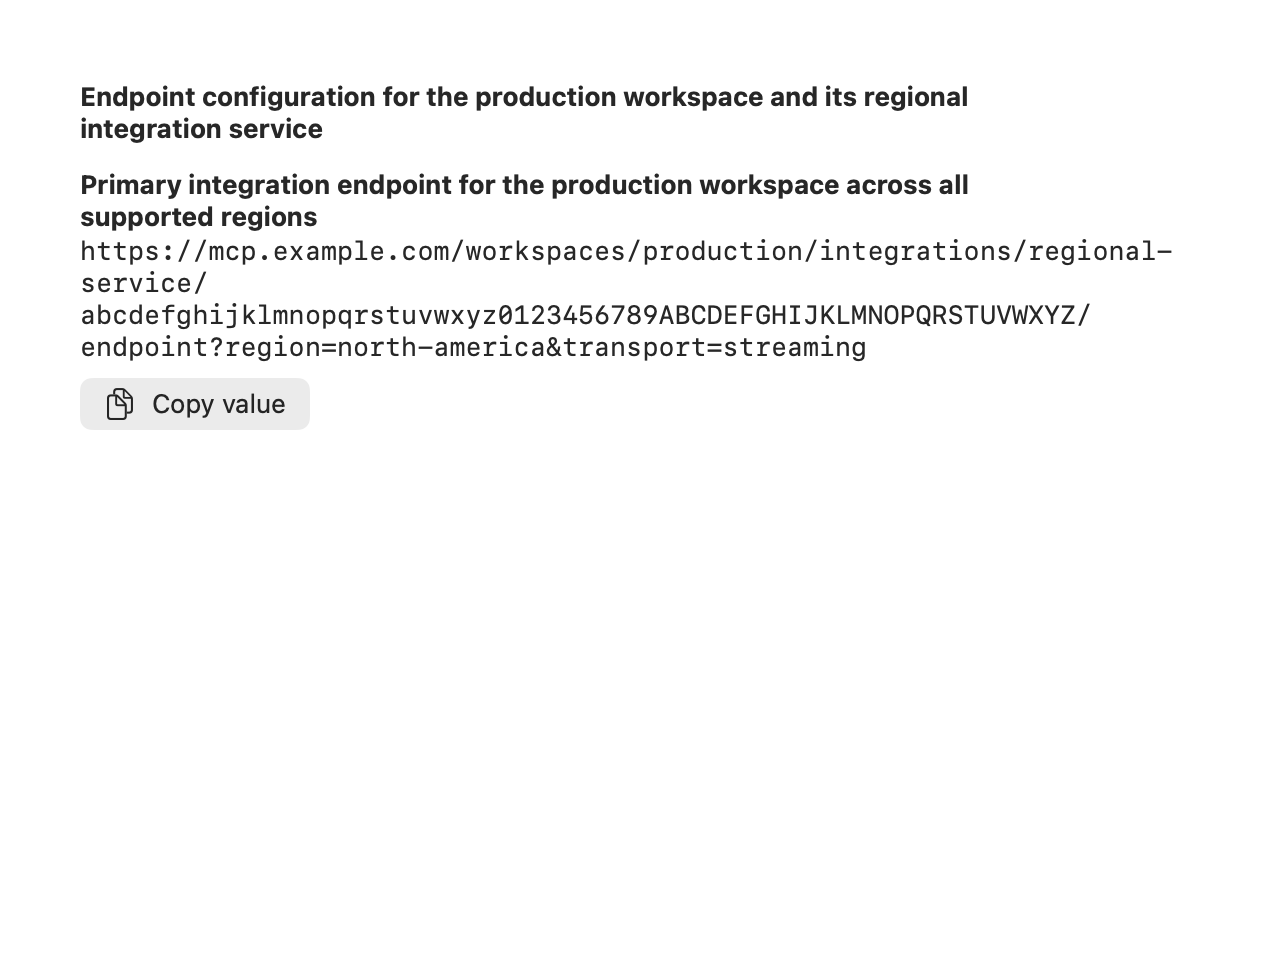 Endpoint configuration for the production workspace and its regional
integration service
Primary integration endpoint for the production workspace across all
supported regions
https://mcp.example.com/workspaces/production/integrations/regional-
service/
abcdefghijklmnopqrstuvwxyz0123456789ABCDEFGHIJKLMNOPQRSTUVWXYZ/
endpoint?region=north-america&transport=streaming
Copy value